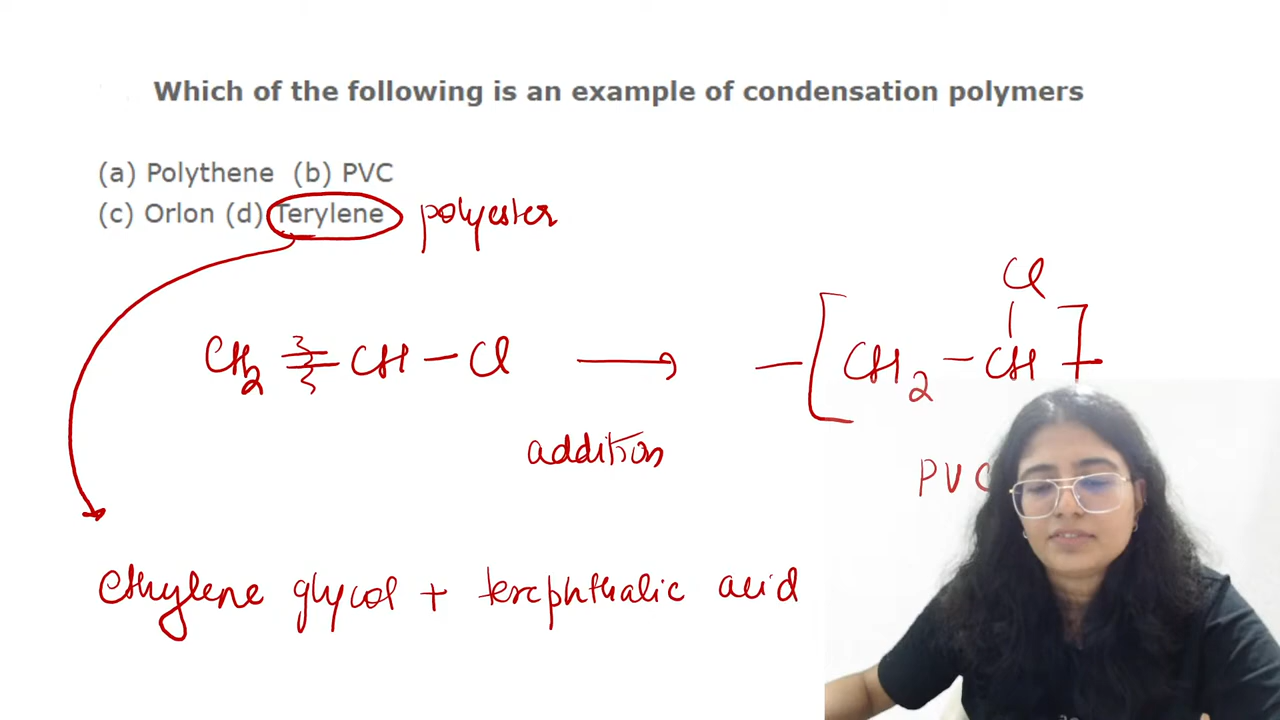 Which of the following is an example of condensation polymers
(a) Polythene (b) PVC
(c) Orlon (d) Terylene polyester
Cl
CH2 = CH - Cl → -[CH2 - CH]-
addition
PVC
ethylene glycol + terephthalic acid